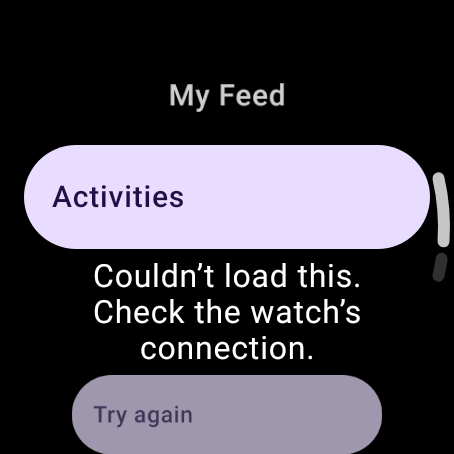 My Feed
Activities
Couldn’t load this.
Check the watch’s
connection.
Try again